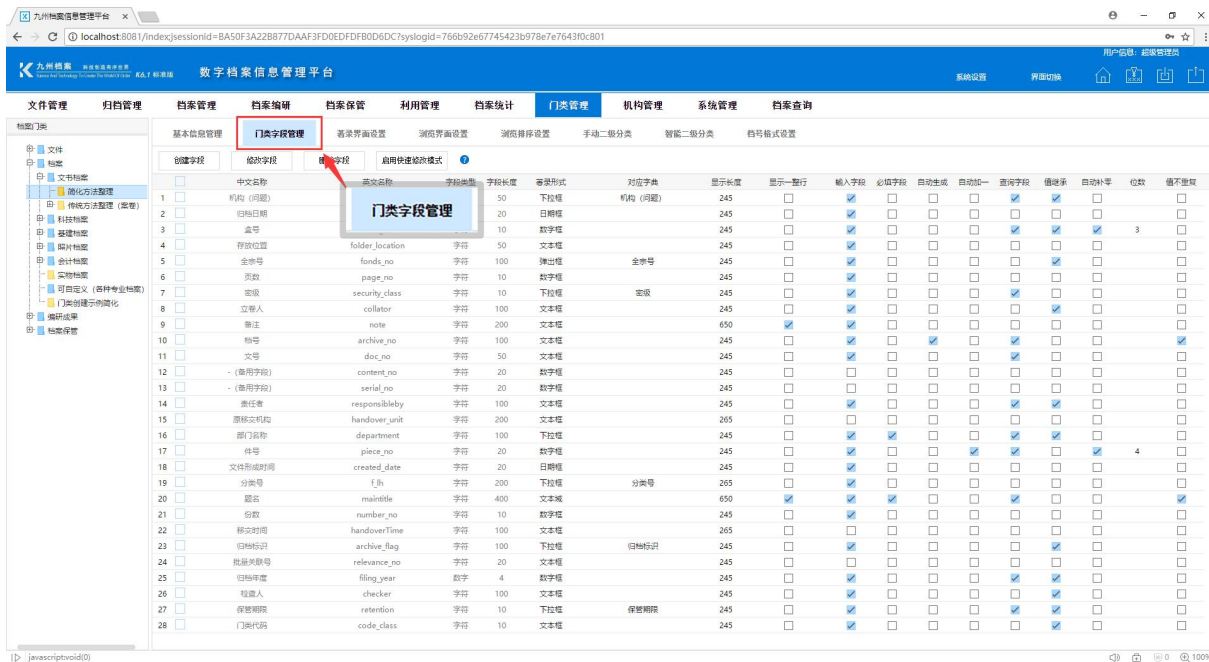 九州档案信息管理平台
localhost:8081/index;jsessionid=BA50F3A22B877DAAF3FD0EDFDFB0D6DC?syslogid=766b92e67745423b978e7e7643f0c801
用户信息: 超级管理员
九州档案 K6.1 标准版 数字档案信息管理平台 系统设置 界面切换
文件管理 归档管理 档案管理 档案编研 档案保管 利用管理 档案统计 门类管理 机构管理 系统管理 档案查询
档案门类
基本信息管理 门类字段管理 著录界面设置 浏览界面设置 浏览排序设置 手动二级分类 智能二级分类 档号格式设置
文件
档案
文书档案
简化方法整理
传统方法整理 (案卷)
科技档案
基建档案
照片档案
会计档案
实物档案
可自定义 (各种专业档案)
门类创建示例简化
编研成果
档案保管
创建字段 修改字段 字段 启用快速修改模式 ?
中文名称 英文名称 字段类型 字段长度 著录形式 对应字典 显示长度 显示一整行 输入字段 必填字段 自动生成 自动加一 查询字段 值继承 自动补零 位数 值不重复
1 机构 (问题) 50 下拉框 机构 (问题) 245
2 归档日期 20 日期框 245
门类字段管理
3 盒号 10 数字框 245 3
4 存放位置 folder_location 字符 50 文本框 245
5 全宗号 fonds_no 字符 100 弹出框 全宗号 245
6 页数 page_no 字符 10 数字框 245
7 密级 security_class 字符 10 下拉框 密级 245
8 立卷人 collator 字符 100 文本框 245
9 备注 note 字符 200 文本框 650
10 档号 archive_no 字符 100 文本框 245
11 文号 doc_no 字符 50 文本框 245
12 - (备用字段) content_no 字符 20 数字框 245
13 - (备用字段) serial_no 字符 20 数字框 245
14 责任者 responsibleby 字符 100 文本框 245
15 原移交机构 handover_unit 字符 200 文本框 265
16 部门名称 department 字符 100 下拉框 245
17 件号 piece_no 字符 20 数字框 245 4
18 文件形成时间 created_date 字符 20 日期框 245
19 分类号 f_lh 字符 200 下拉框 分类号 265
20 题名 maintitle 字符 400 文本域 650
21 份数 number_no 字符 10 数字框 245
22 移交时间 handoverTime 字符 100 文本框 265
23 归档标识 archive_flag 字符 100 下拉框 归档标识 245
24 批量关联号 relevance_no 字符 20 文本框 245
25 归档年度 filing_year 数字 4 数字框 245
26 检查人 checker 字符 100 文本框 245
27 保管期限 retention 字符 10 下拉框 保管期限 245
28 门类代码 code_class 字符 10 文本框 245
javascript:void(0) 0 100%